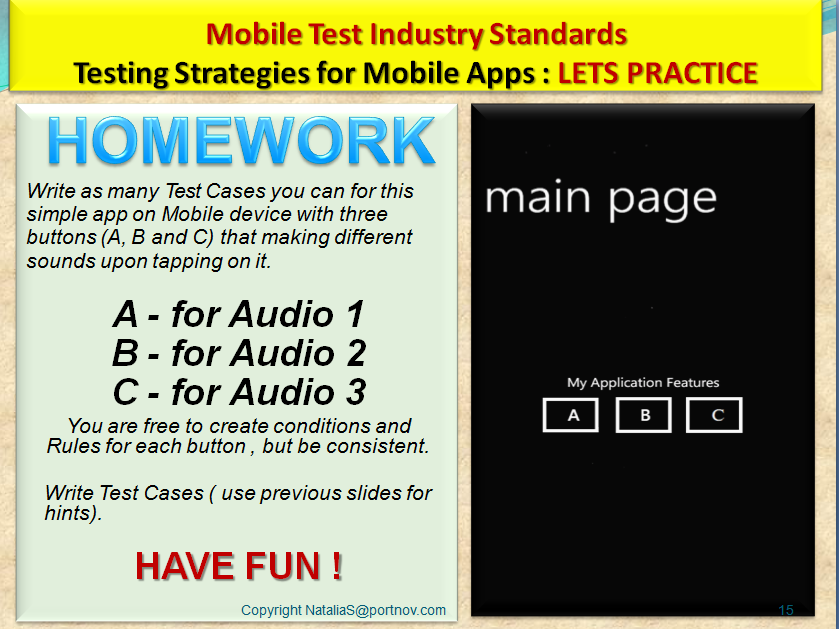 Mobile Test Industry Standards
Testing Strategies for Mobile Apps : LETS PRACTICE
HOMEWORK
Write as many Test Cases you can for this
simple app on Mobile device with three
buttons (A, B and C) that making different
sounds upon tapping on it.
A - for Audio 1
B - for Audio 2
C - for Audio 3
You are free to create conditions and
Rules for each button , but be consistent.
Write Test Cases ( use previous slides for
hints).
HAVE FUN !
Copyright NataliaS@portnov.com
main page
My Application Features
A B C
15